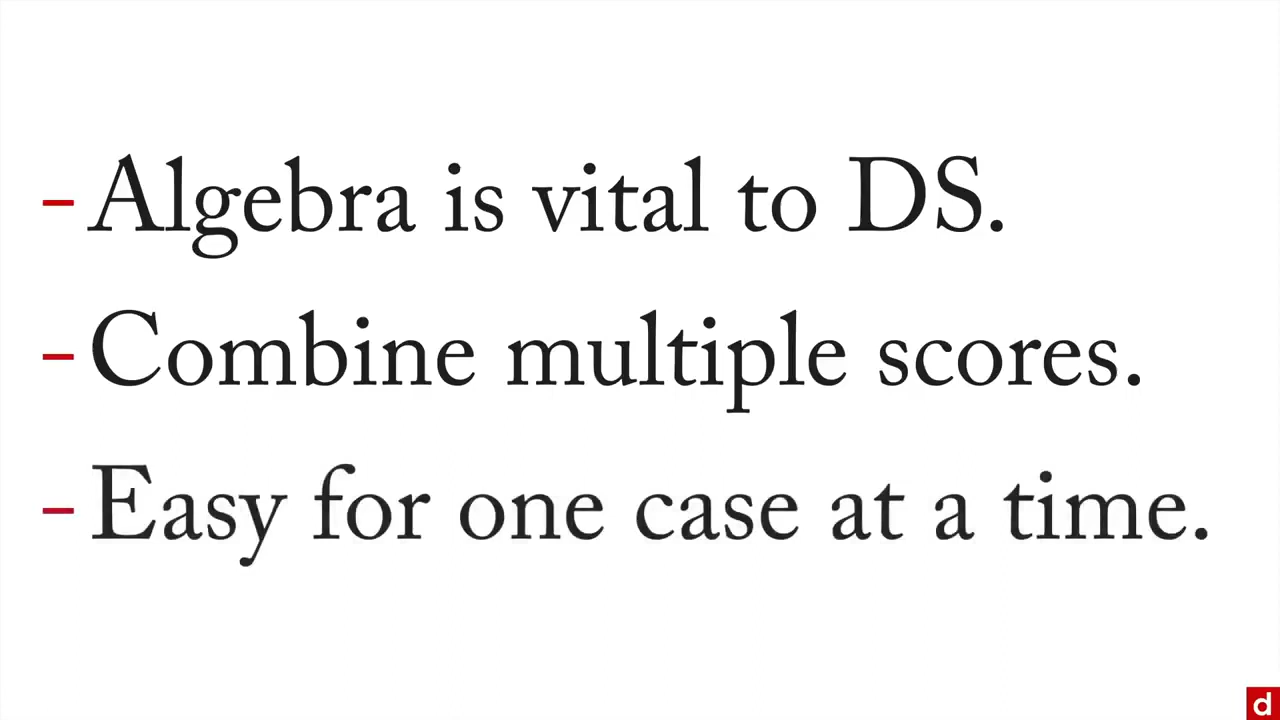 – Algebra is vital to DS.
– Combine multiple scores.
– Easy for one case at a time.
d